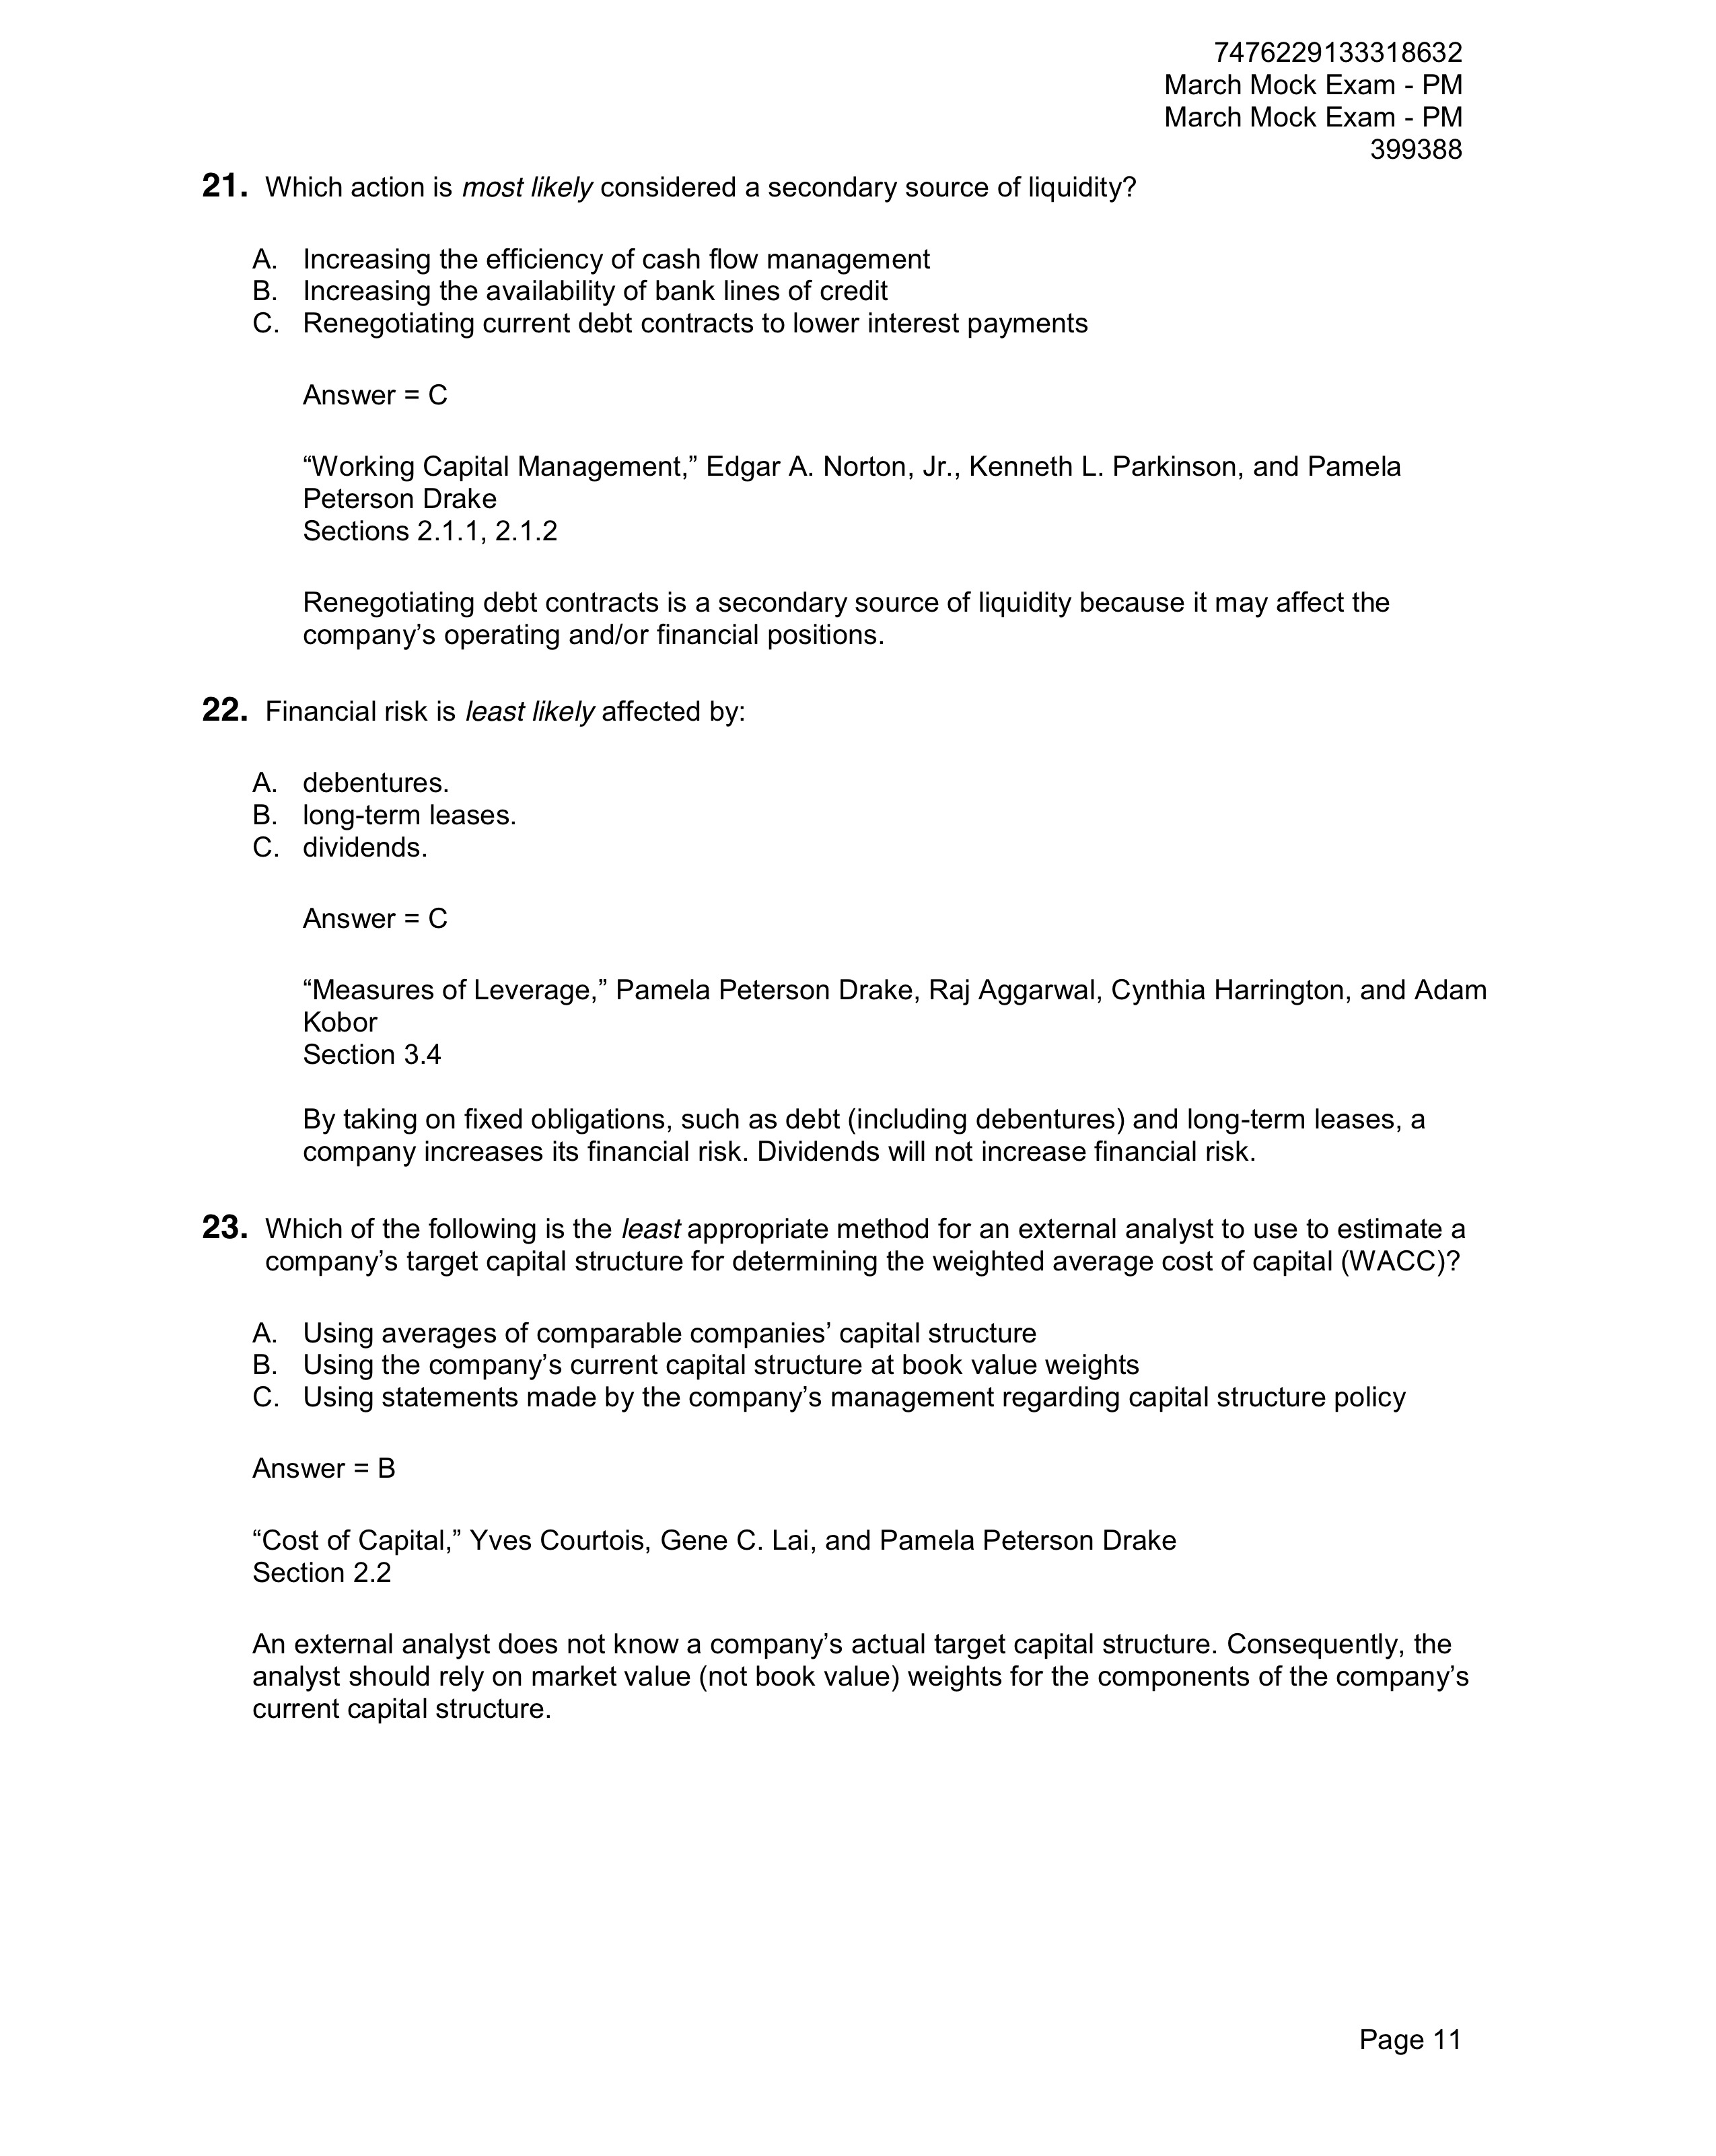 7476229133318632
March Mock Exam - PM
March Mock Exam - PM
399388
21. Which action is most likely considered a secondary source of liquidity?
A. Increasing the efficiency of cash flow management
B. Increasing the availability of bank lines of credit
C. Renegotiating current debt contracts to lower interest payments
Answer = C
“Working Capital Management,” Edgar A. Norton, Jr., Kenneth L. Parkinson, and Pamela
Peterson Drake
Sections 2.1.1, 2.1.2
Renegotiating debt contracts is a secondary source of liquidity because it may affect the
company’s operating and/or financial positions.
22. Financial risk is least likely affected by:
A. debentures.
B. long-term leases.
C. dividends.
Answer = C
“Measures of Leverage,” Pamela Peterson Drake, Raj Aggarwal, Cynthia Harrington, and Adam
Kobor
Section 3.4
By taking on fixed obligations, such as debt (including debentures) and long-term leases, a
company increases its financial risk. Dividends will not increase financial risk.
23. Which of the following is the least appropriate method for an external analyst to use to estimate a
company’s target capital structure for determining the weighted average cost of capital (WACC)?
A. Using averages of comparable companies’ capital structure
B. Using the company’s current capital structure at book value weights
C. Using statements made by the company’s management regarding capital structure policy
Answer = B
“Cost of Capital,” Yves Courtois, Gene C. Lai, and Pamela Peterson Drake
Section 2.2
An external analyst does not know a company’s actual target capital structure. Consequently, the
analyst should rely on market value (not book value) weights for the components of the company’s
current capital structure.
Page 11